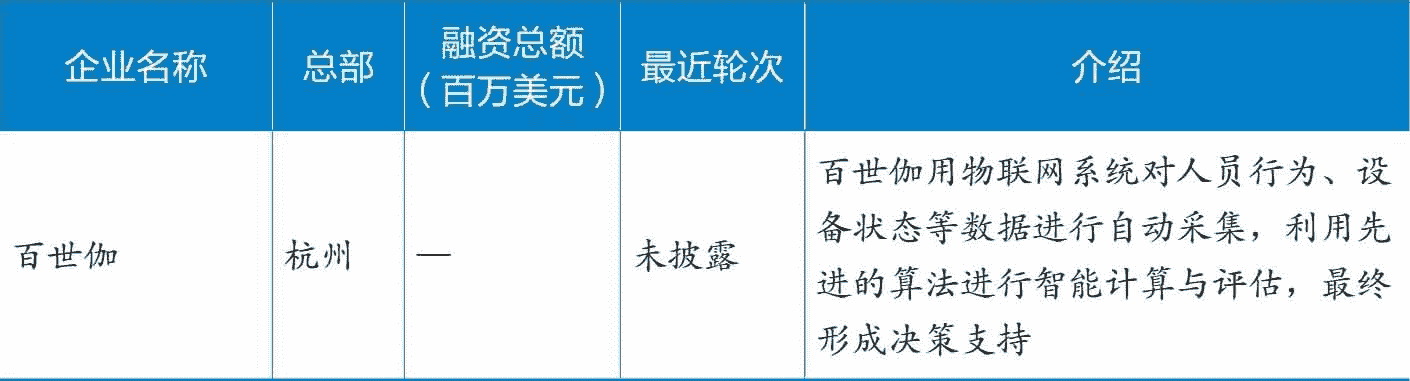 企业名称 总部 融资总额 最近轮次 介绍
（百万美元）
百世伽用物联网系统对人员行为、设
备状态等数据进行自动采集，利用先
百世伽 杭州 — 未披露
进的算法进行智能计算与评估，最终
形成决策支持